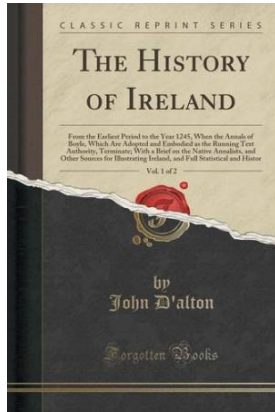 CLASSIC REPRINT SERIES
THE HISTORY
OF IRELAND
From the Earliest Period to the Year 1245, When the Annals of
Boyle, Which Are Adopted and Embodied as the Running Text
Authority, Terminate; With a Brief on the Native Annalists, and
Other Sources for Illustrating Ireland, and Full Statistical and Histor
Vol. 1 of 2
by
John D'alton
Forgotten Books